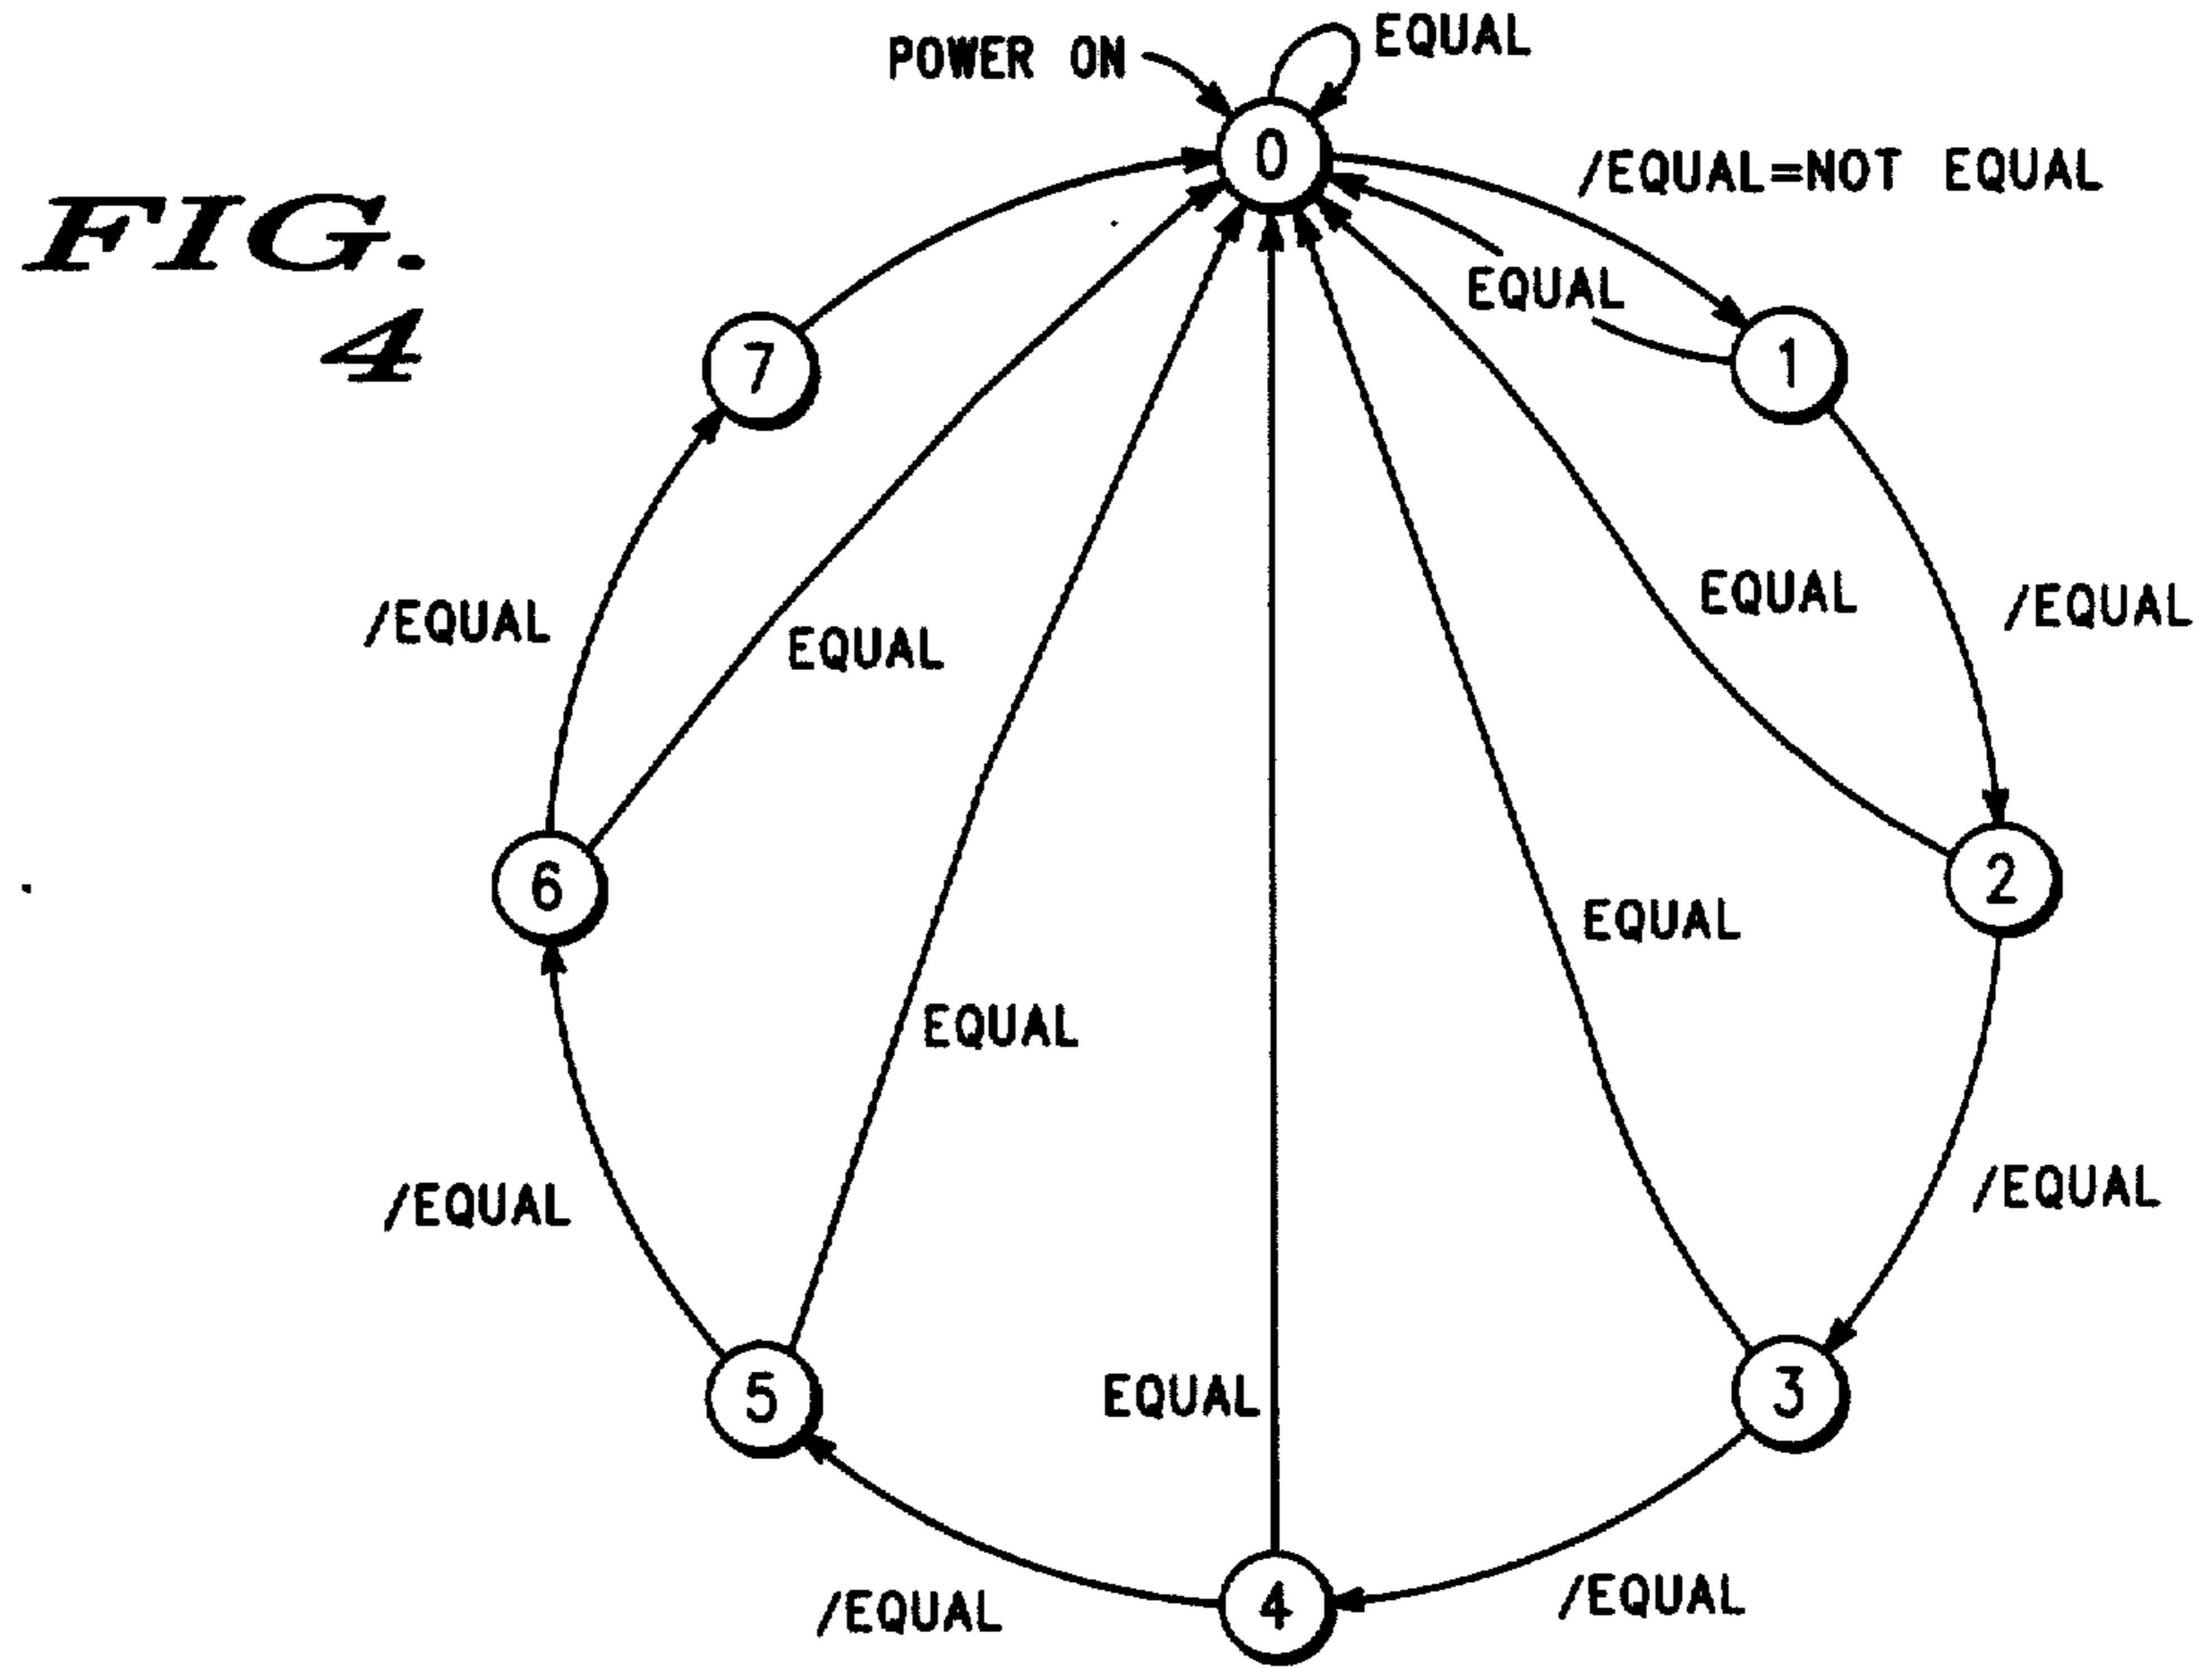 FIG.
4
POWER ON
EQUAL
0
/EQUAL=NOT EQUAL
EQUAL
7
1
EQUAL
/EQUAL
/EQUAL
EQUAL
6
2
EQUAL
EQUAL
/EQUAL
/EQUAL
5
EQUAL
3
/EQUAL
4
/EQUAL